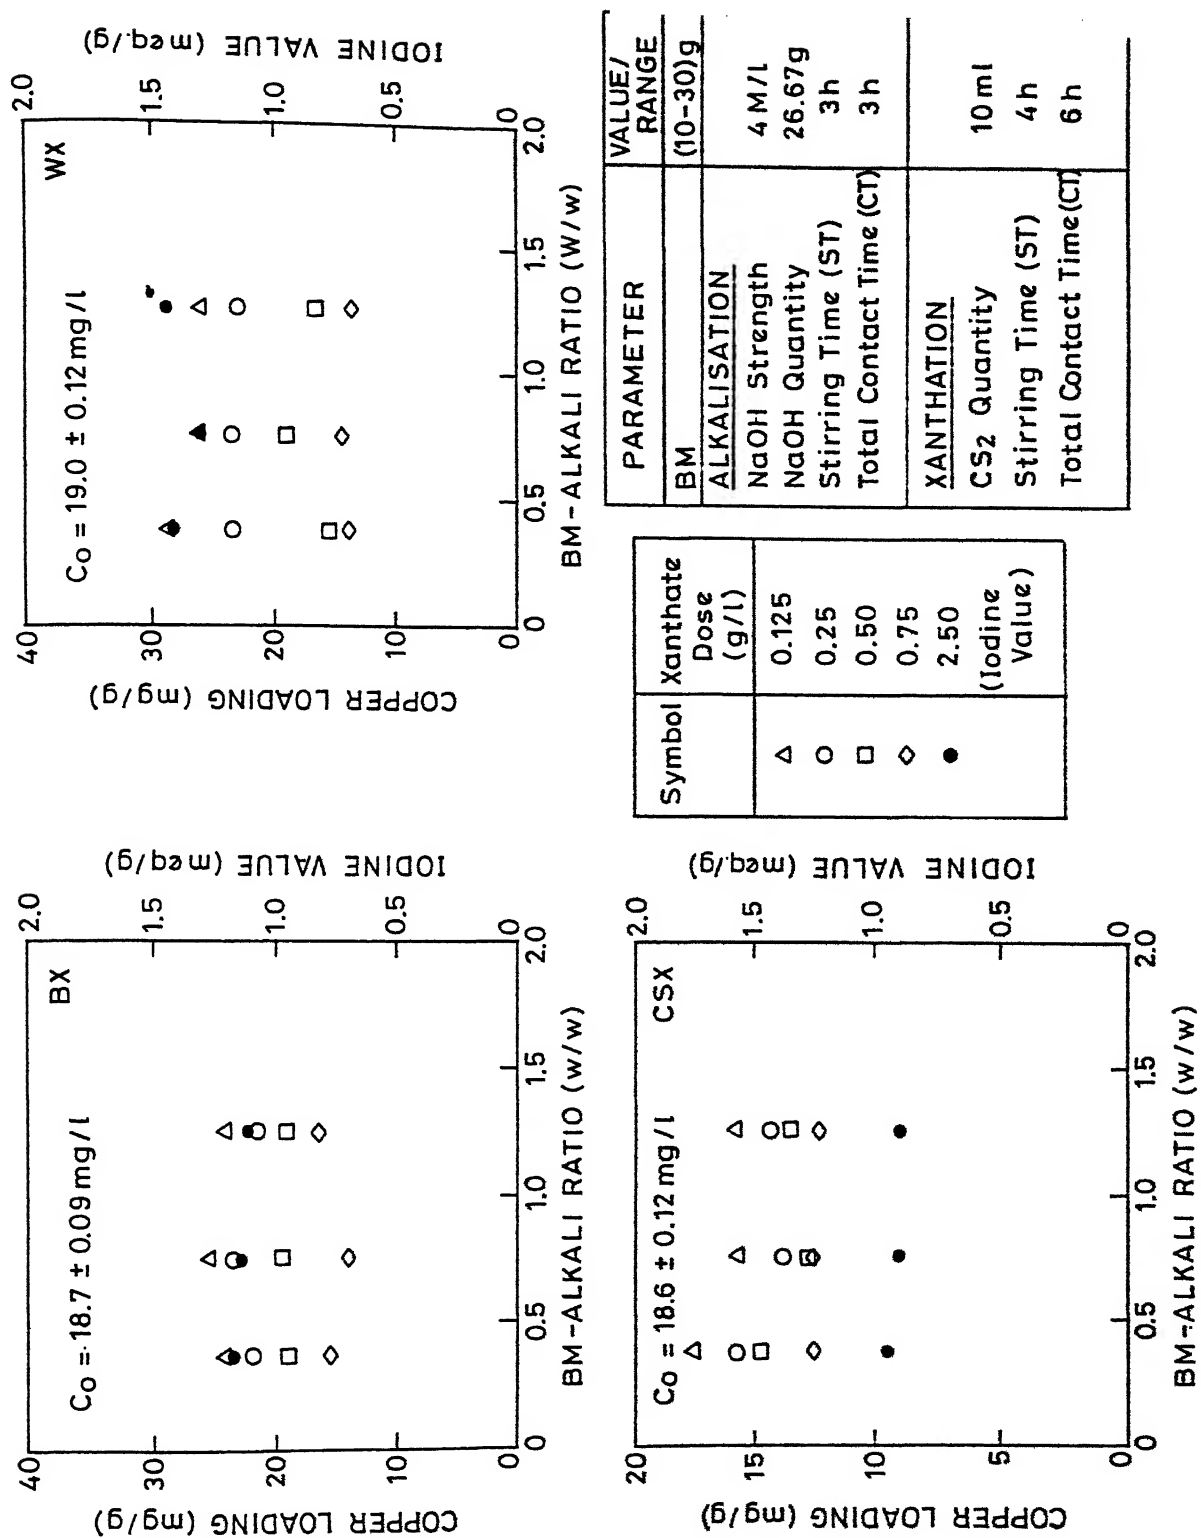 BX
Co = 18.7 ± 0.09 mg/l
COPPER LOADING (mg/g)
40
30
20
10
0
IODINE VALUE (meq./g)
2.0
1.5
1.0
0.5
0
0 0.5 1.0 1.5 2.0
BM-ALKALI RATIO (w/w)
WX
Co = 19.0 ± 0.12 mg/l
COPPER LOADING (mg/g)
40
30
20
10
0
IODINE VALUE (meq./g)
2.0
1.5
1.0
0.5
0
0 0.5 1.0 1.5 2.0
BM-ALKALI RATIO (W/w)
CSX
Co = 18.6 ± 0.12 mg/l
COPPER LOADING (mg/g)
20
15
10
5
0
IODINE VALUE (meq./g)
2.0
1.5
1.0
0.5
0
0 0.5 1.0 1.5 2.0
BM-ALKALI RATIO (w/w)
Symbol Xanthate Dose (g/l)
△ 0.125
○ 0.25
□ 0.50
◇ 0.75
● 2.50
(Iodine
Value)
PARAMETER VALUE/RANGE
BM (10-30)g
ALKALISATION
NaOH Strength 4 M/l
NaOH Quantity 26.67g
Stirring Time (ST) 3h
Total Contact Time (CT) 3h
XANTHATION
CS2 Quantity 10 ml
Stirring Time (ST) 4 h
Total Contact Time (CT) 6 h